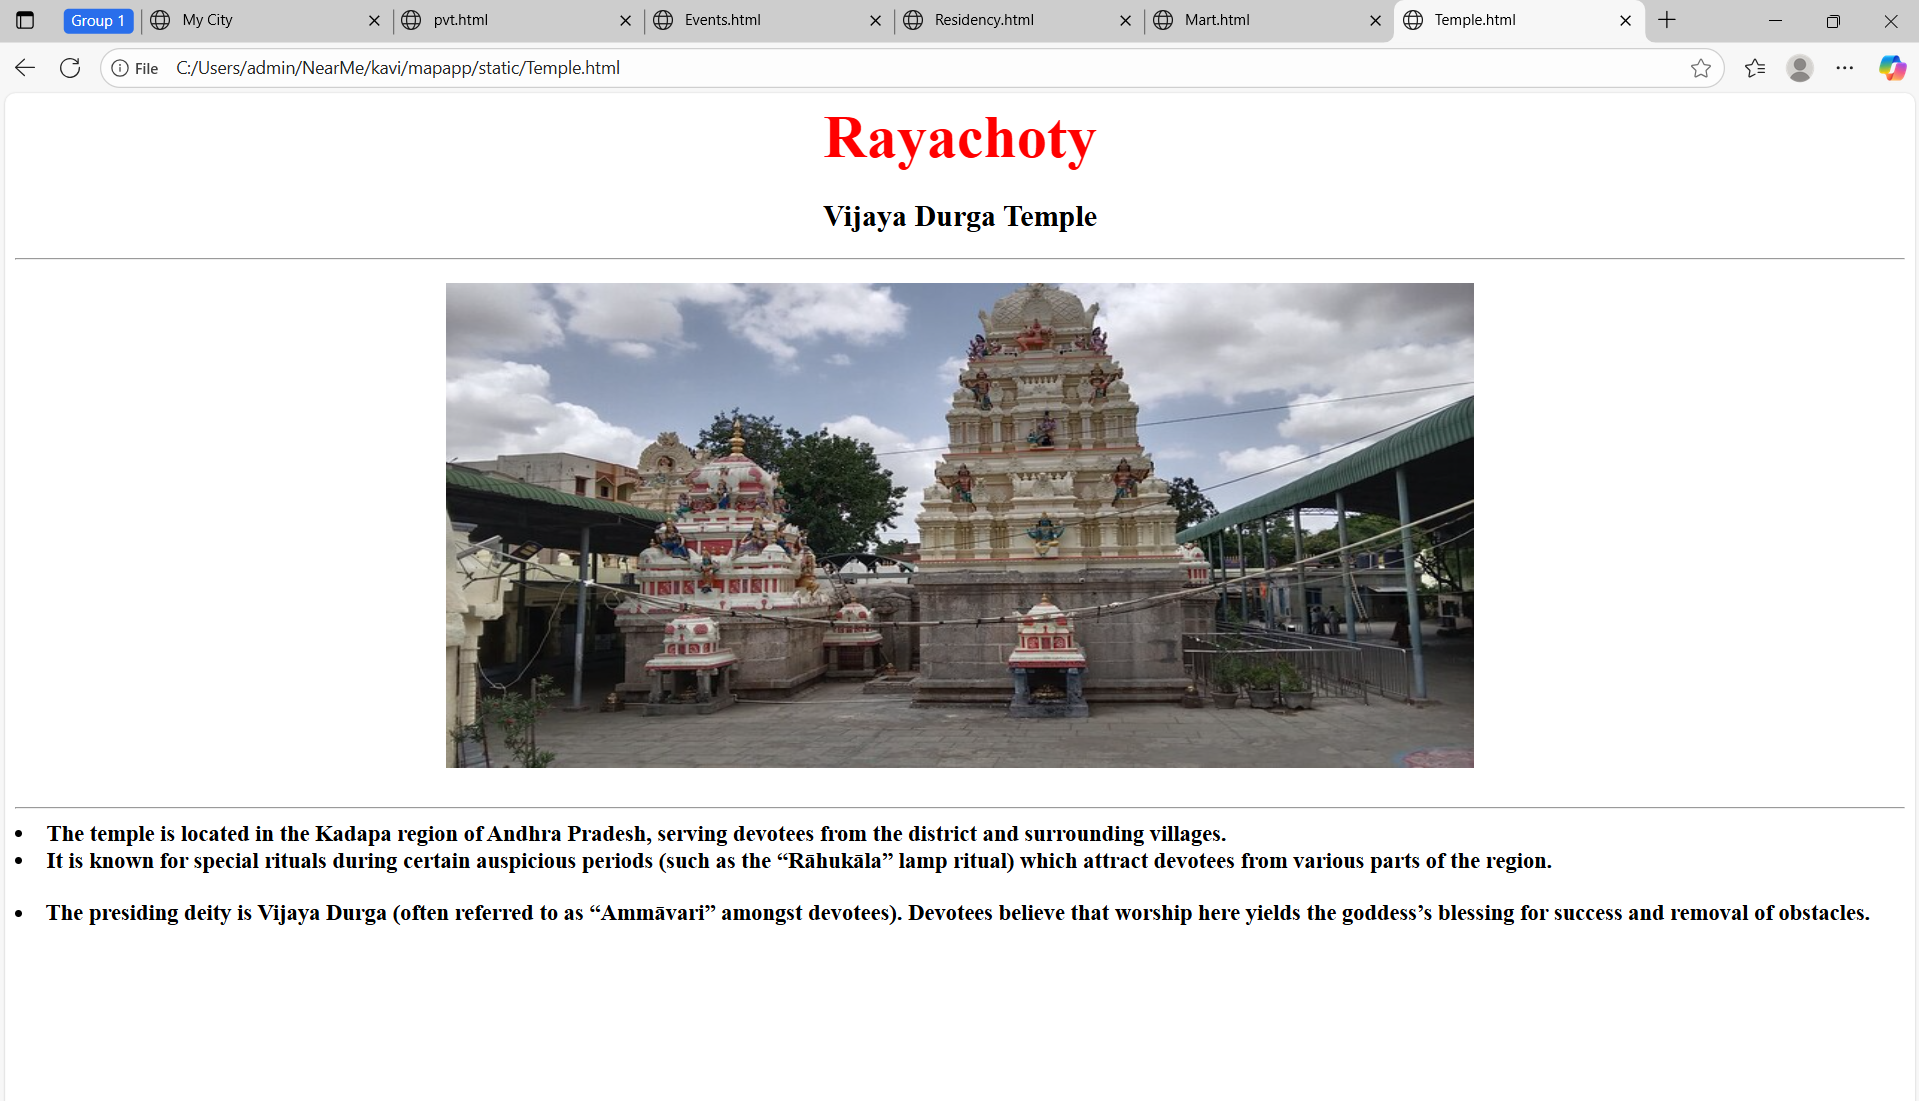 Group 1
My City
pvt.html
Events.html
Residency.html
Mart.html
Temple.html
File C:/Users/admin/NearMe/kavi/mapapp/static/Temple.html
Rayachoty
Vijaya Durga Temple
• The temple is located in the Kadapa region of Andhra Pradesh, serving devotees from the district and surrounding villages.
• It is known for special rituals during certain auspicious periods (such as the “Rāhukāla” lamp ritual) which attract devotees from various parts of the region.
• The presiding deity is Vijaya Durga (often referred to as “Ammāvari” amongst devotees). Devotees believe that worship here yields the goddess’s blessing for success and removal of obstacles.